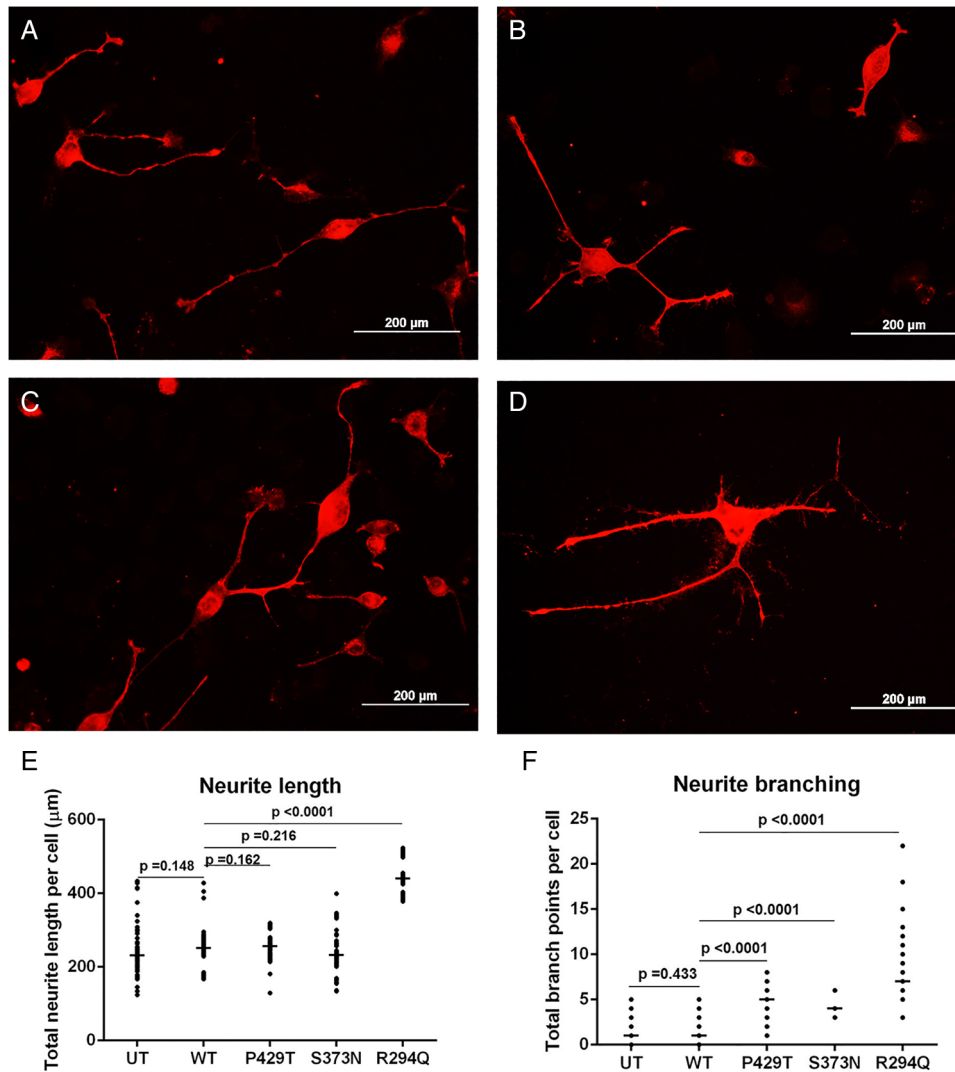 A
200 µm
B
200 µm
C
200 µm
D
200 µm
E
Neurite length
Total neurite length per cell (µm)
600
400
200
0
p <0.0001
p =0.216
p =0.148
p =0.162
UT WT P429T S373N R294Q
F
Neurite branching
Total branch points per cell
25
20
15
10
5
0
p <0.0001
p <0.0001
p <0.0001
p =0.433
UT WT P429T S373N R294Q